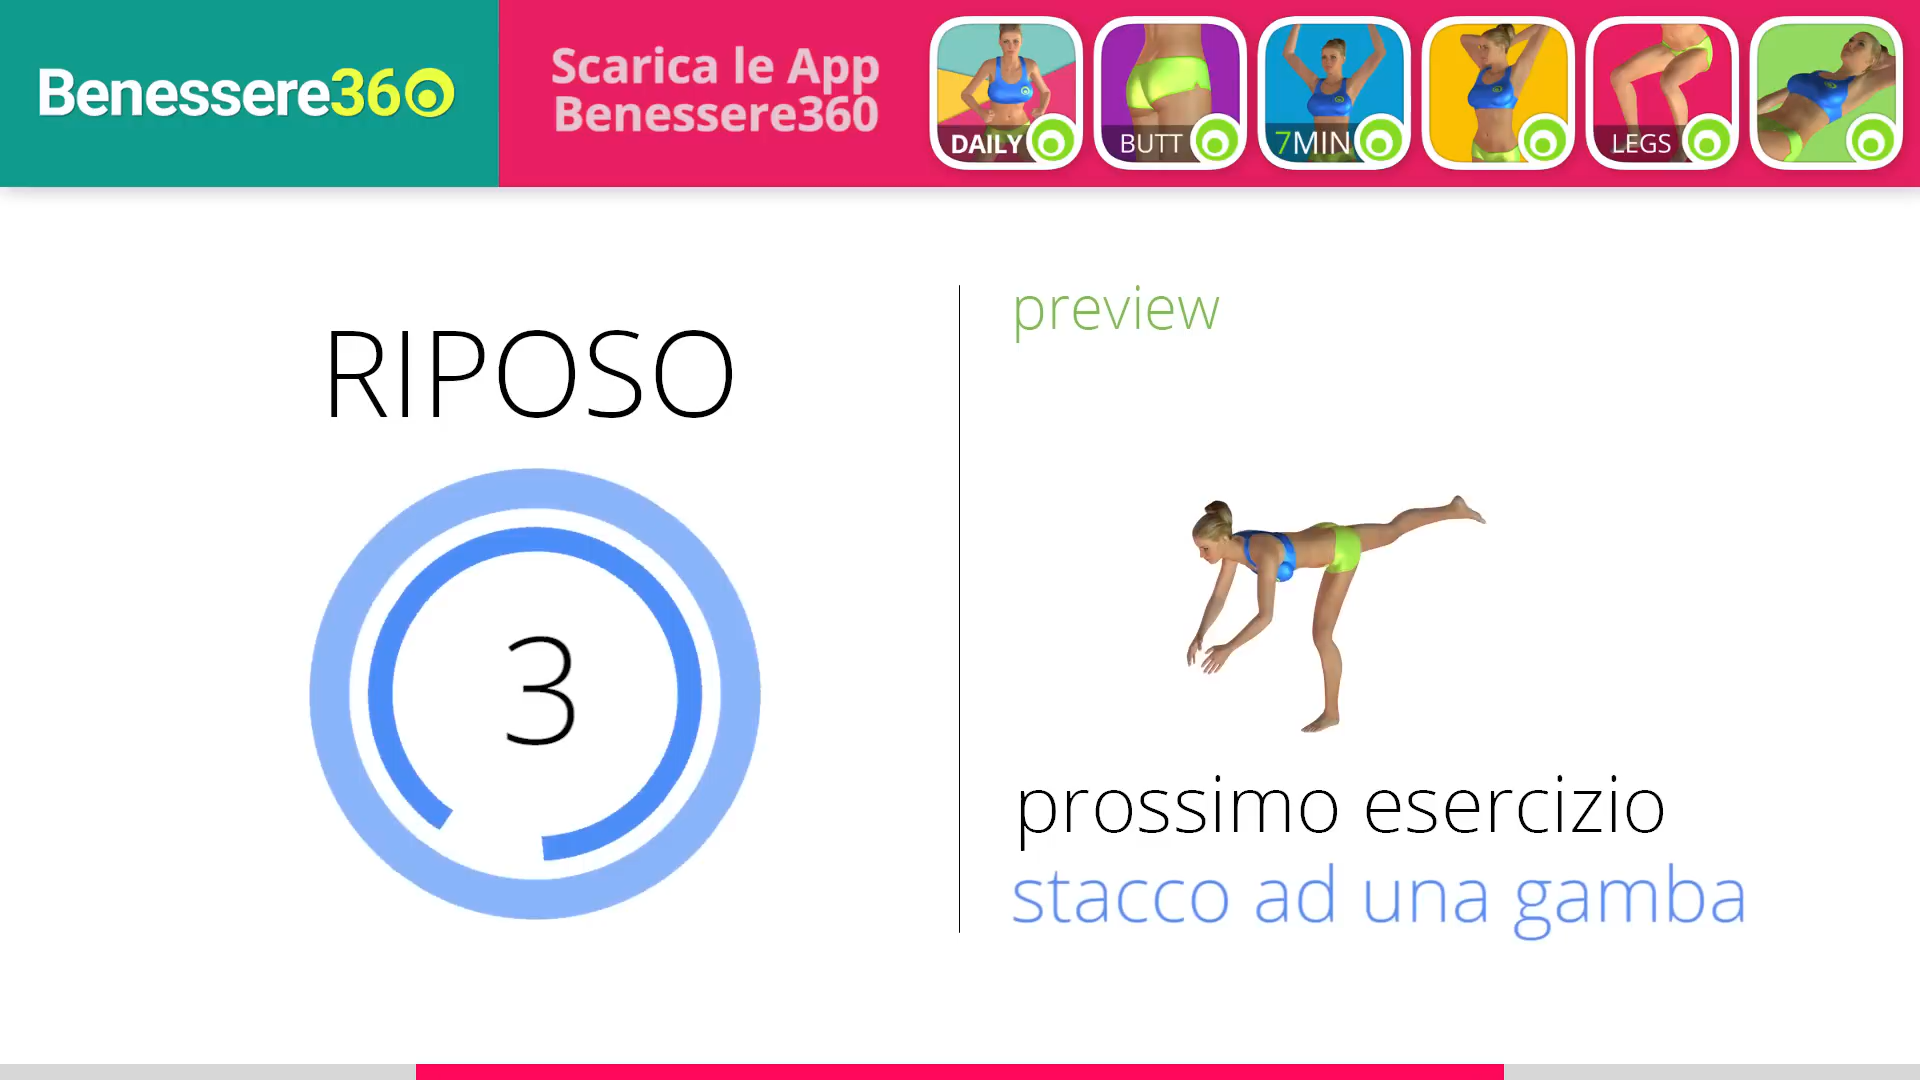 Benessere360
Scarica le App
Benessere360
DAILY
BUTT
7MIN
LEGS
RIPOSO
3
preview
prossimo esercizio
stacco ad una gamba